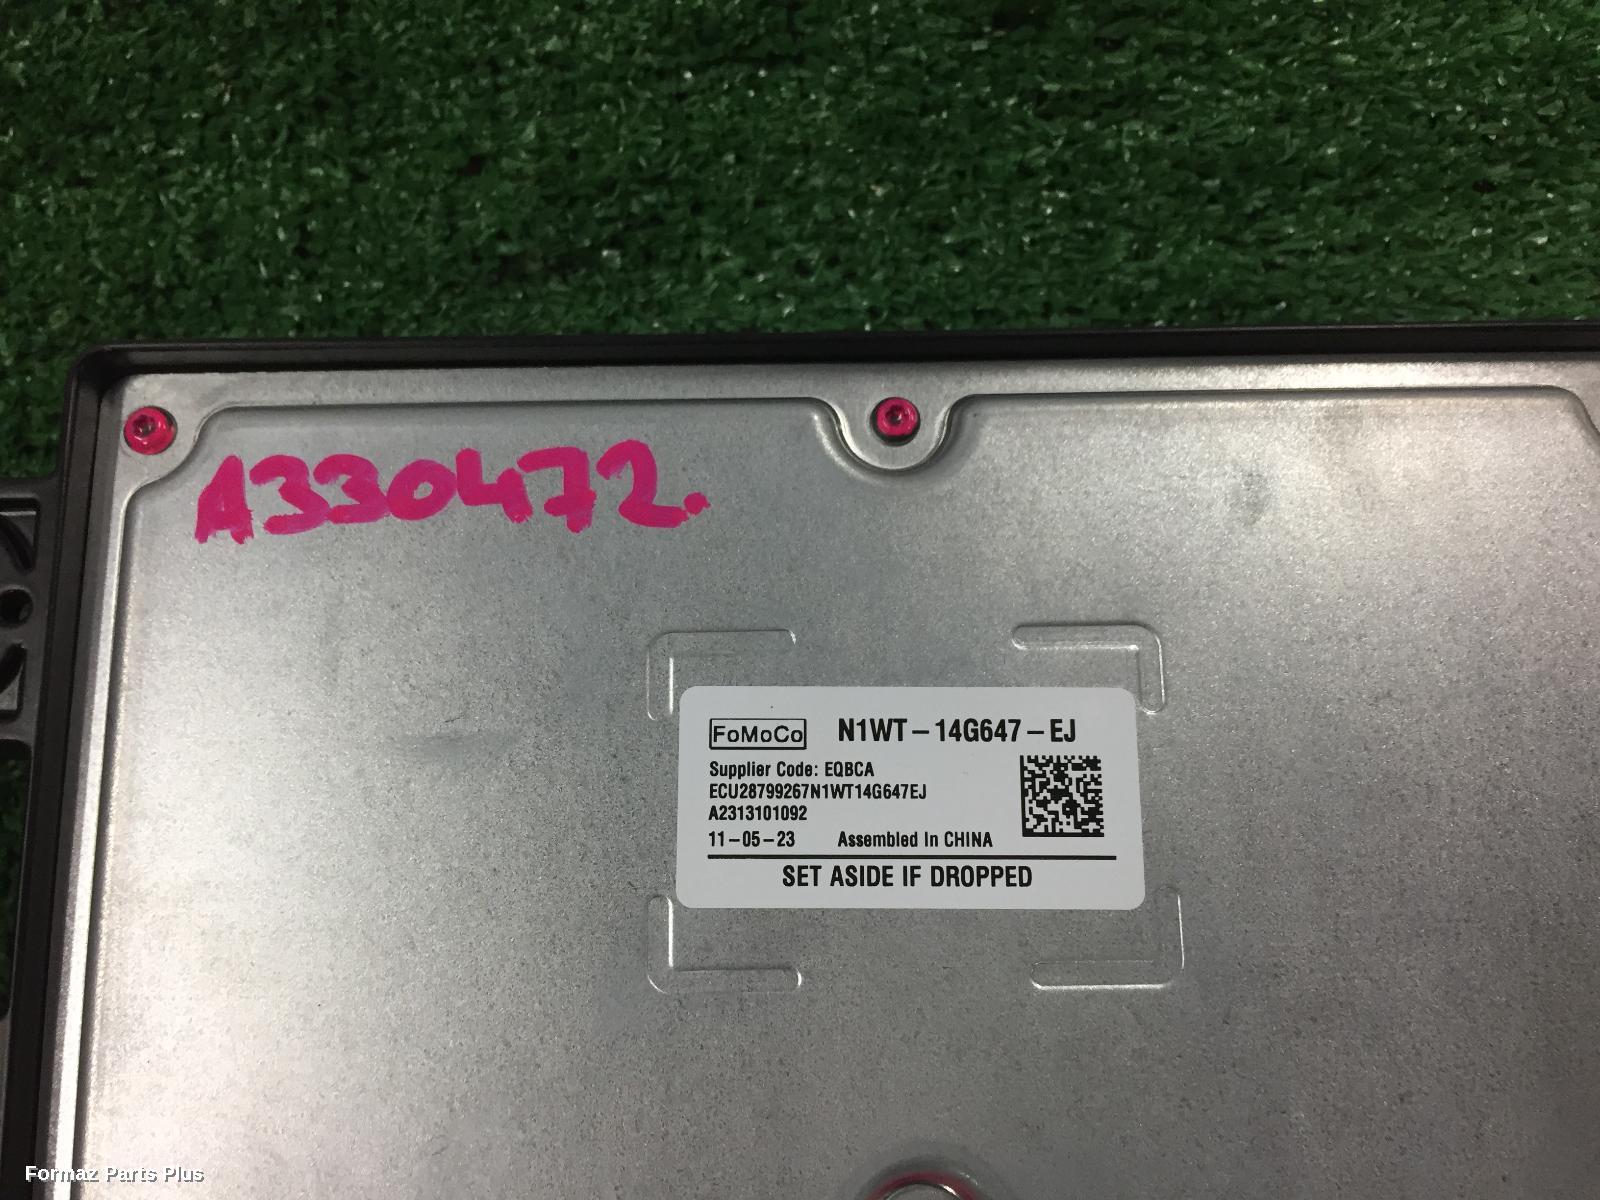 A330472.
FoMoCo N1WT-14G647-EJ
Supplier Code: EQBCA
ECU28799267N1WT14G647EJ
A2313101092
11-05-23 Assembled In CHINA
SET ASIDE IF DROPPED
Formaz Parts Plus